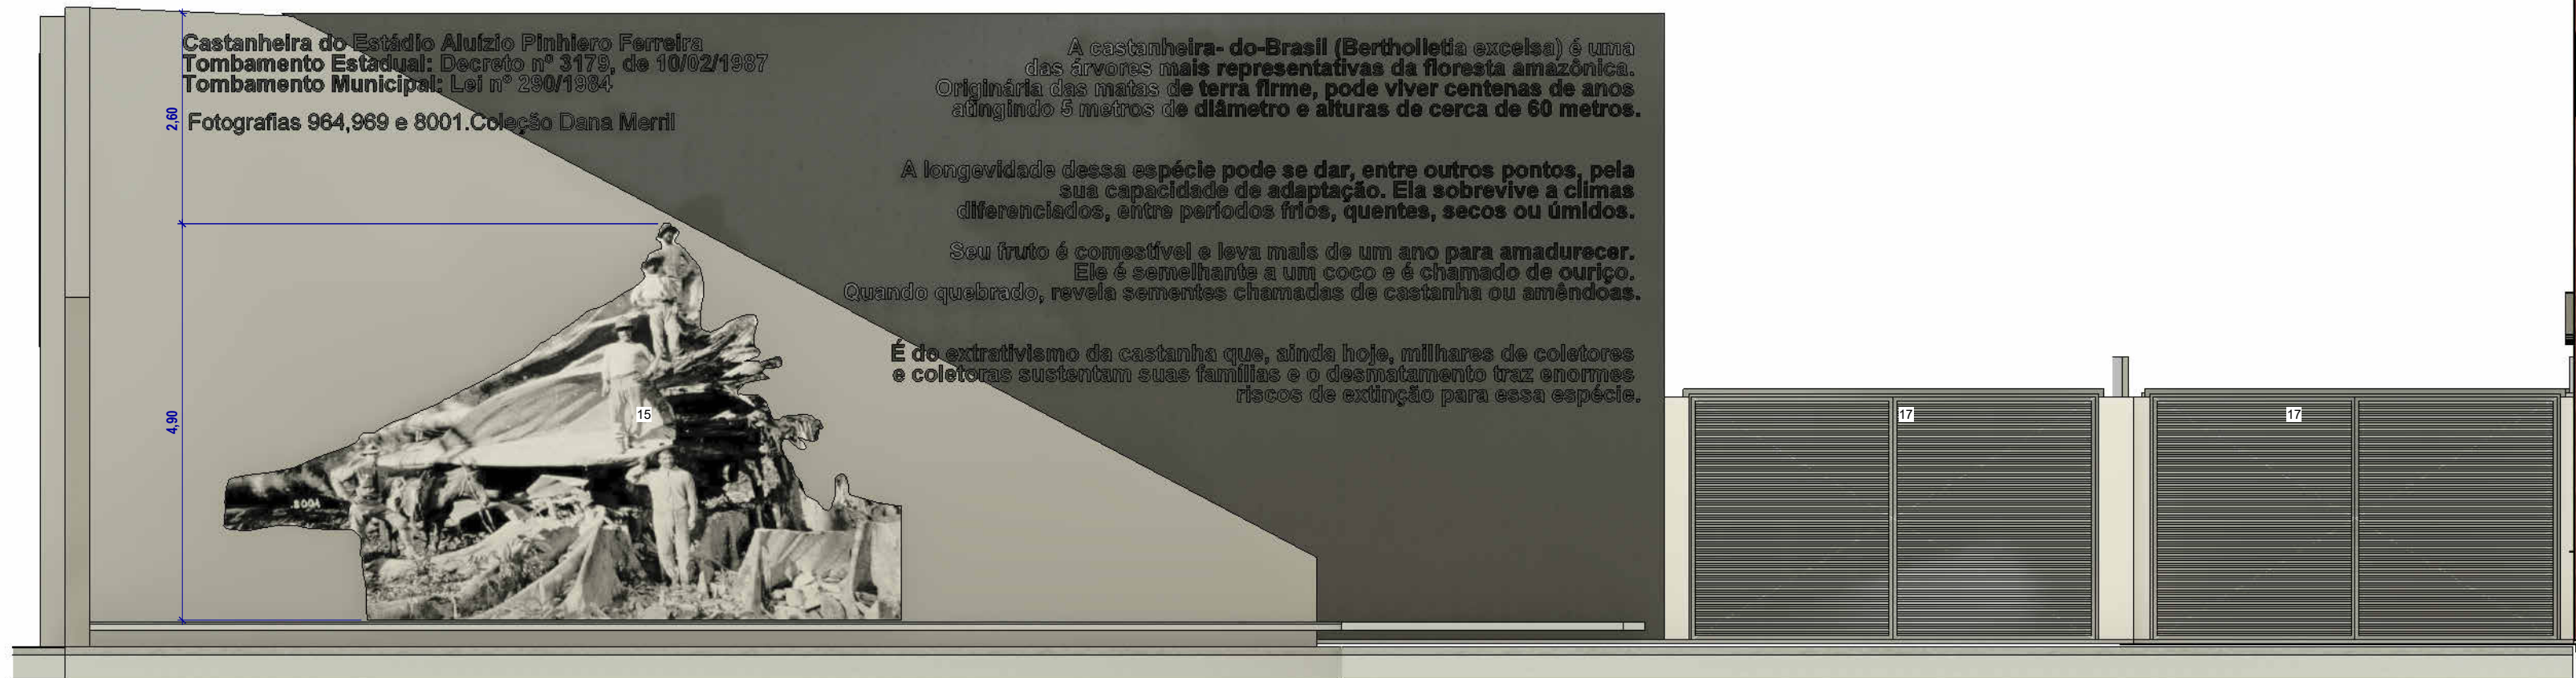 Castanheira do Estádio Aluízio Pinhiero Ferreira
Tombamento Estadual: Decreto nº 3179, de 10/02/1987
Tombamento Municipal: Lei nº 290/1984
Fotografias 964,969 e 8001.Coleção Dana Merril
A castanheira- do-Brasil (Bertholletia excelsa) é uma
das árvores mais representativas da floresta amazônica.
Originária das matas de terra firme, pode viver centenas de anos
atingindo 5 metros de diâmetro e alturas de cerca de 60 metros.
A longevidade dessa espécie pode se dar, entre outros pontos, pela
sua capacidade de adaptação. Ela sobrevive a climas
diferenciados, entre períodos frios, quentes, secos ou úmidos.
Seu fruto é comestível e leva mais de um ano para amadurecer.
Ele é semelhante a um coco e é chamado de ouriço.
Quando quebrado, revela sementes chamadas de castanha ou amêndoas.
É do extrativismo da castanha que, ainda hoje, milhares de coletores
e coletoras sustentam suas famílias e o desmatamento traz enormes
riscos de extinção para essa espécie.
2,60
4,90
15
8001
17
17